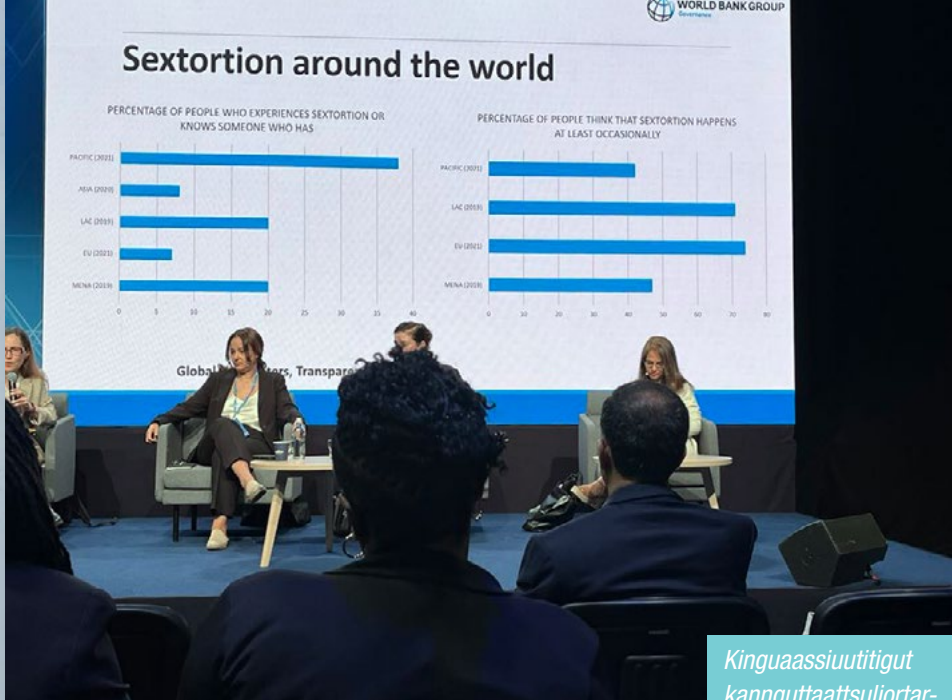 WORLD BANK GROUP
Governance
Sextortion around the world
PERCENTAGE OF PEOPLE WHO EXPERIENCES SEXTORTION OR
KNOWS SOMEONE WHO HAS
PACIFIC (2021)
ASIA (2020)
LAC (2019)
EU (2021)
MENA (2019)
0 5 10 15 20 25 30 35 40
PERCENTAGE OF PEOPLE THINK THAT SEXTORTION HAPPENS
AT LEAST OCCASIONALLY
PACIFIC (2021)
LAC (2019)
EU (2021)
MENA (2019)
0 10 20 30 40 50 60 70 80
Global
Kinguaassiuutitigut
kannguttaattsuliortar-